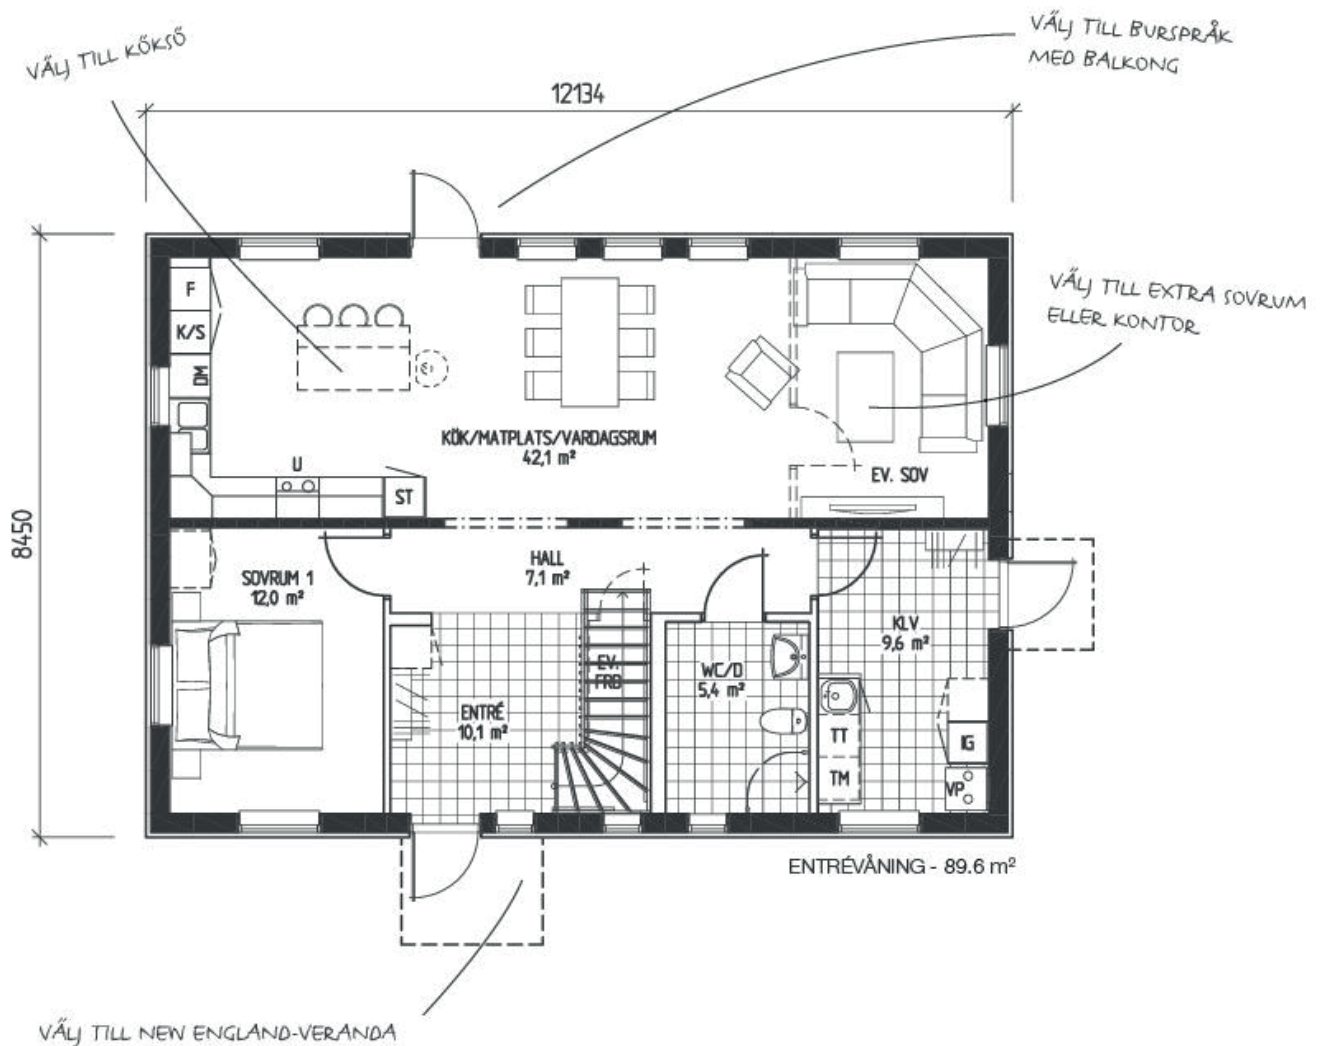 VÄLJ TILL KÖKSÖ
VÄLJ TILL BURSPRÅK
MED BALKONG
12134
8450
VÄLJ TILL EXTRA SOVRUM
ELLER KONTOR
F
K/S
DM
KÖK/MATPLATS/VARDAGSRUM
42,1 m²
U
ST
EV. SOV
SOVRUM 1
12,0 m²
HALL
7,1 m²
EV.
FRD
ENTRÉ
10,1 m²
WC/D
5,4 m²
KLV
9,6 m²
TT
TM
IG
VP
ENTRÉVÅNING - 89.6 m²
VÄLJ TILL NEW ENGLAND-VERANDA